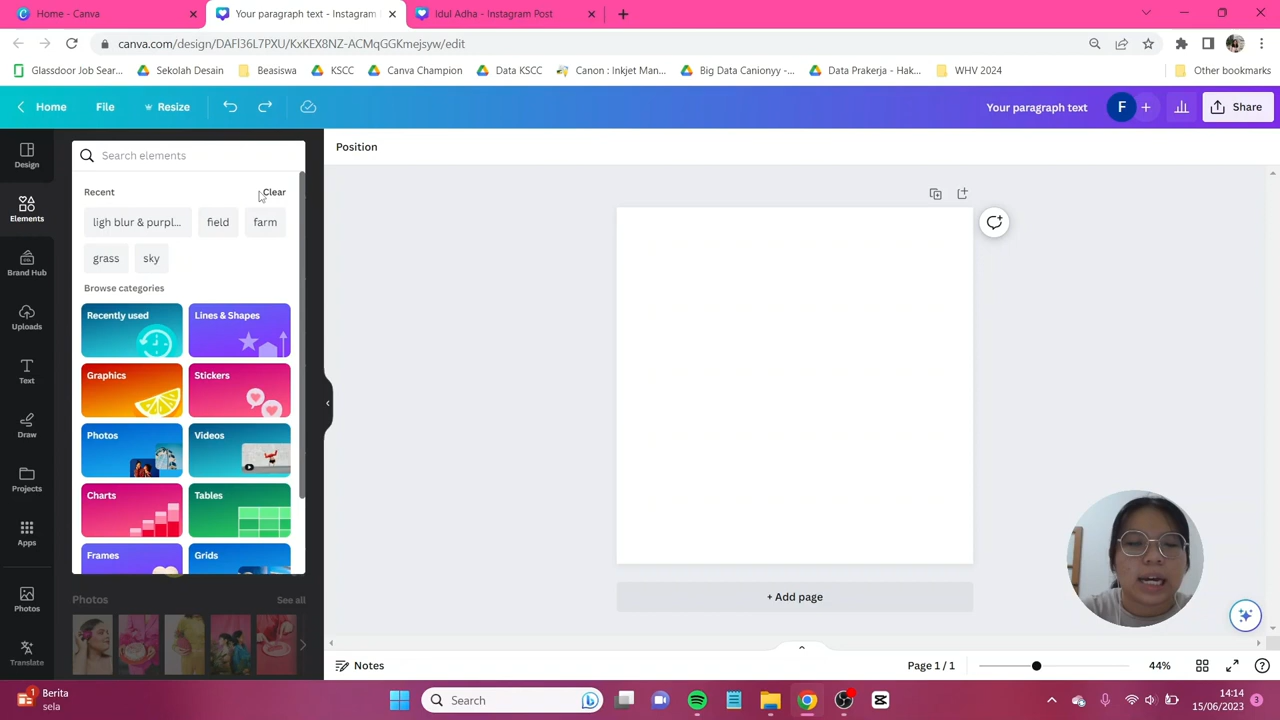 Home - Canva
Your paragraph text - Instagram
Idul Adha - Instagram Post
canva.com/design/DAFl36L7PXU/KxKEX8NZ-ACMqGGKmejsyw/edit
Glassdoor Job Sear...
Sekolah Desain
Beasiswa
KSCC
Canva Champion
Data KSCC
Canon : Inkjet Man...
Big Data Canionyy -...
Data Prakerja - Hak...
WHV 2024
Other bookmarks
Home
File
Resize
Your paragraph text
F
Share
Design
Elements
Brand Hub
Uploads
Text
Draw
Projects
Apps
Photos
Translate
Search elements
Recent
Clear
ligh blur & purpl...
field
farm
grass
sky
Browse categories
Recently used
Lines & Shapes
Graphics
Stickers
Photos
Videos
Charts
Tables
Frames
Grids
Photos
See all
Position
+ Add page
Notes
Page 1 / 1
44%
1
Berita
sela
Search
14:14
15/06/2023
3